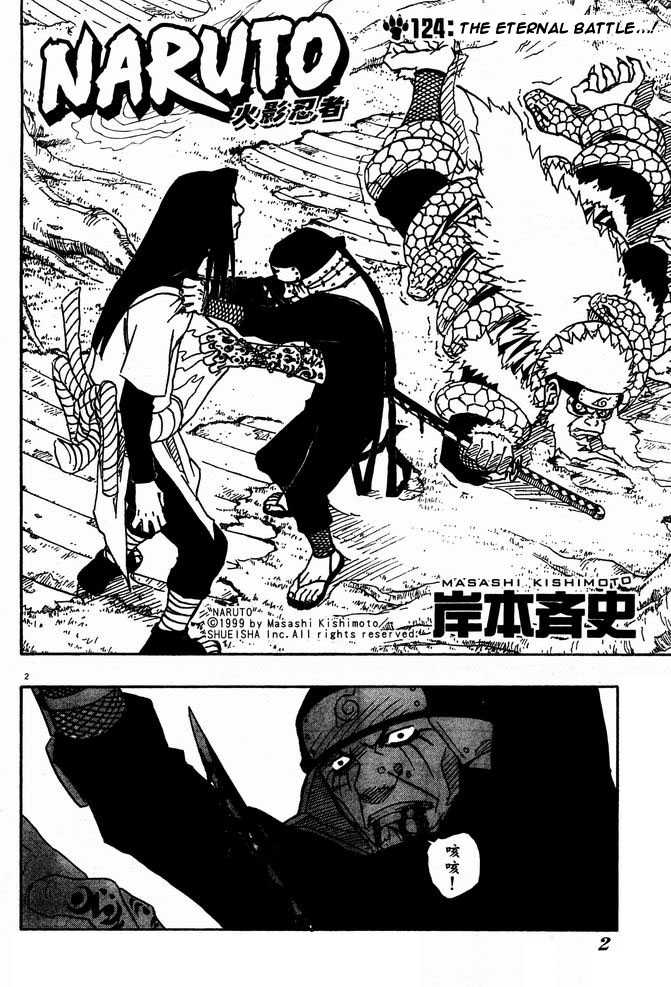 NARUTO
火影忍者
124: THE ETERNAL BATTLE...!
MASASHI KISHIMOTO
岸本斉史
"NARUTO"
©1999 by Masashi Kishimoto
SHUEISHA Inc. All rights reserved.
2
咳咳！
2